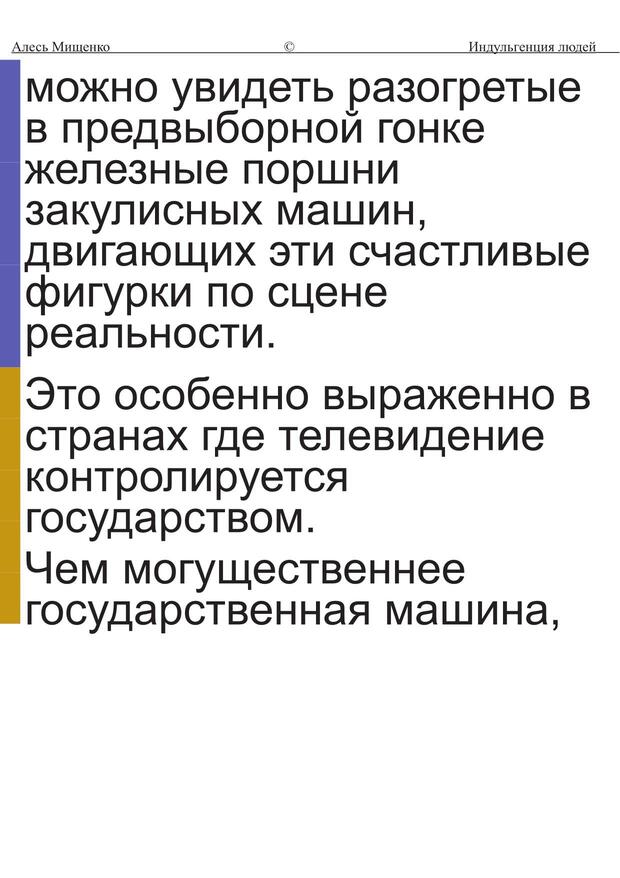 Алесь Мищенко © Индульгенция людей
можно увидеть разогретые
в предвыборной гонке
железные поршни
закулисных машин,
двигающих эти счастливые
фигурки по сцене
реальности.
Это особенно выраженно в
странах где телевидение
контролируется
государством.
Чем могущественнее
государственная машина,